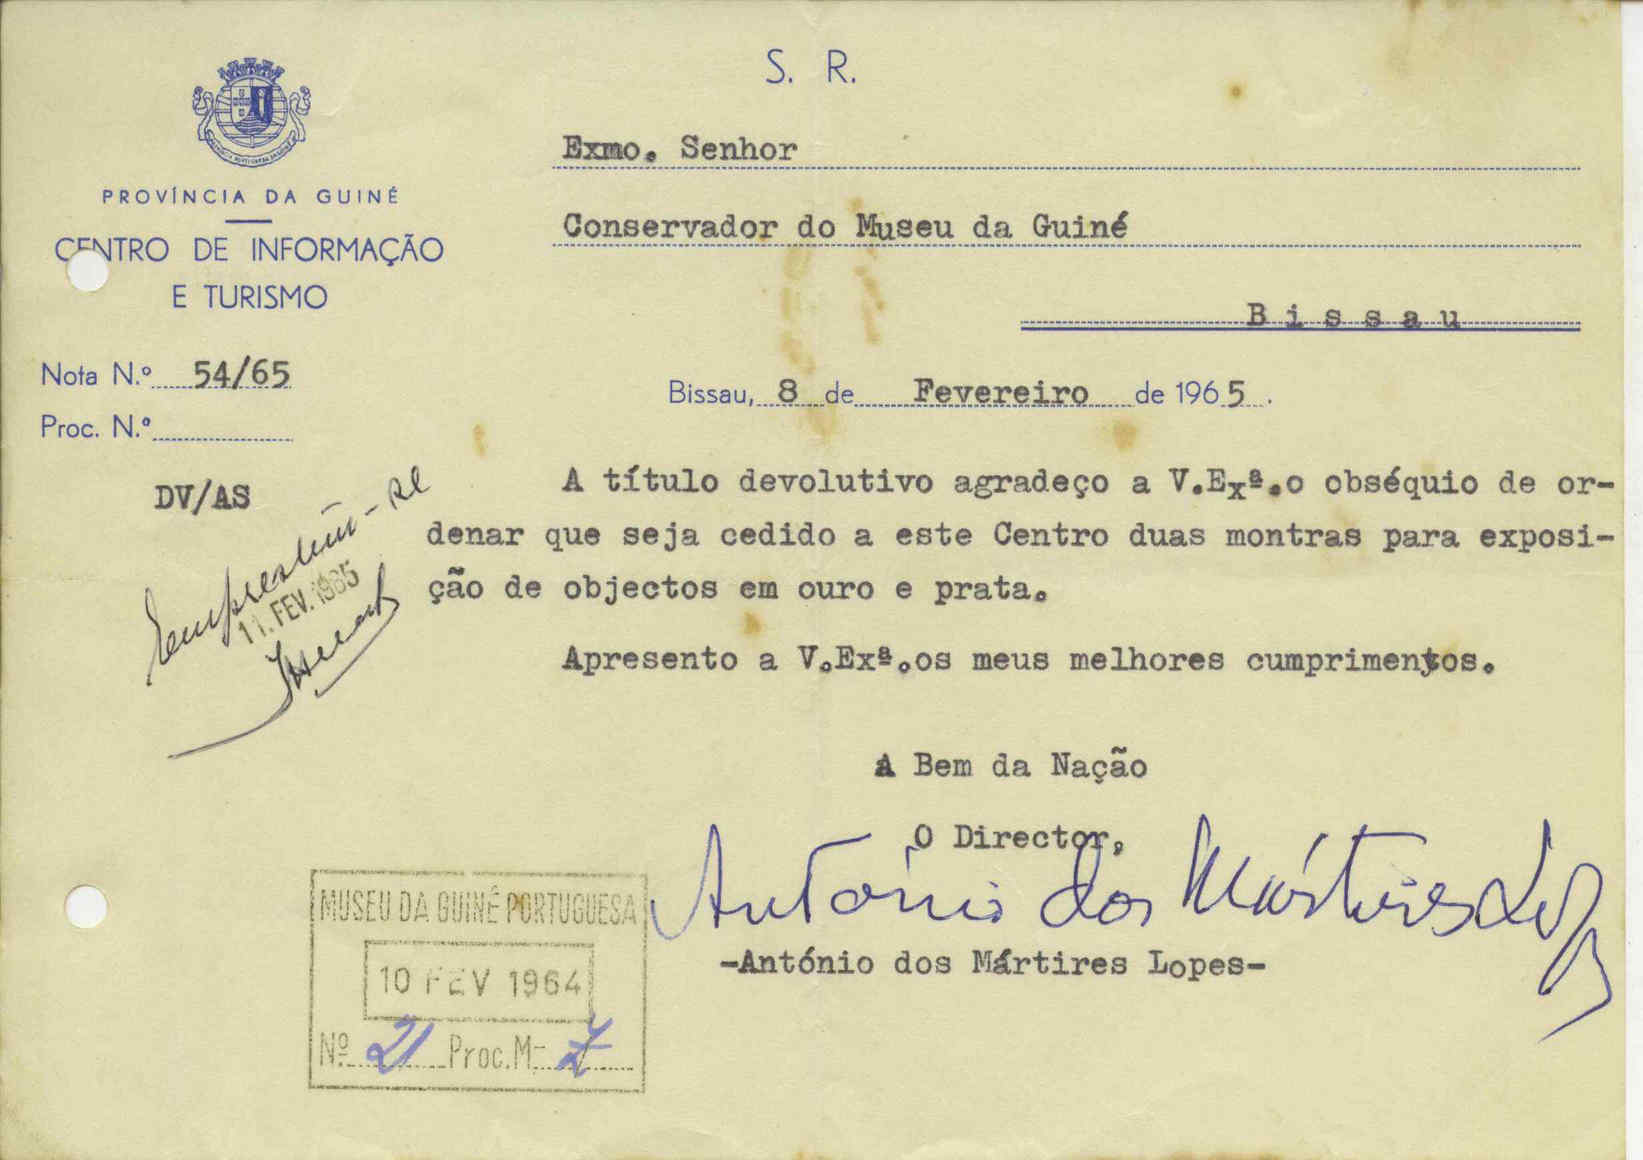 S. R.
PROVÍNCIA DA GUINÉ
CENTRO DE INFORMAÇÃO
E TURISMO
Exmo. Senhor
Conservador do Museu da Guiné
Bissau
Nota N.º 54/65
Proc. N.º
Bissau, 8 de Fevereiro de 1965.
DV/AS
A título devolutivo agradeço a V.Exª.o obséquio de or-
denar que seja cedido a este Centro duas montras para exposi-
ção de objectos em ouro e prata.
Apresento a V.Exª.os meus melhores cumprimentos.
11. FEV. 1965
A Bem da Nação
O Director,
António dos Mártires Lopes
-António dos Mártires Lopes-
MUSEU DA GUINÉ PORTUGUESA
10 FEV 1964
Nº 21 Proc. M- 7